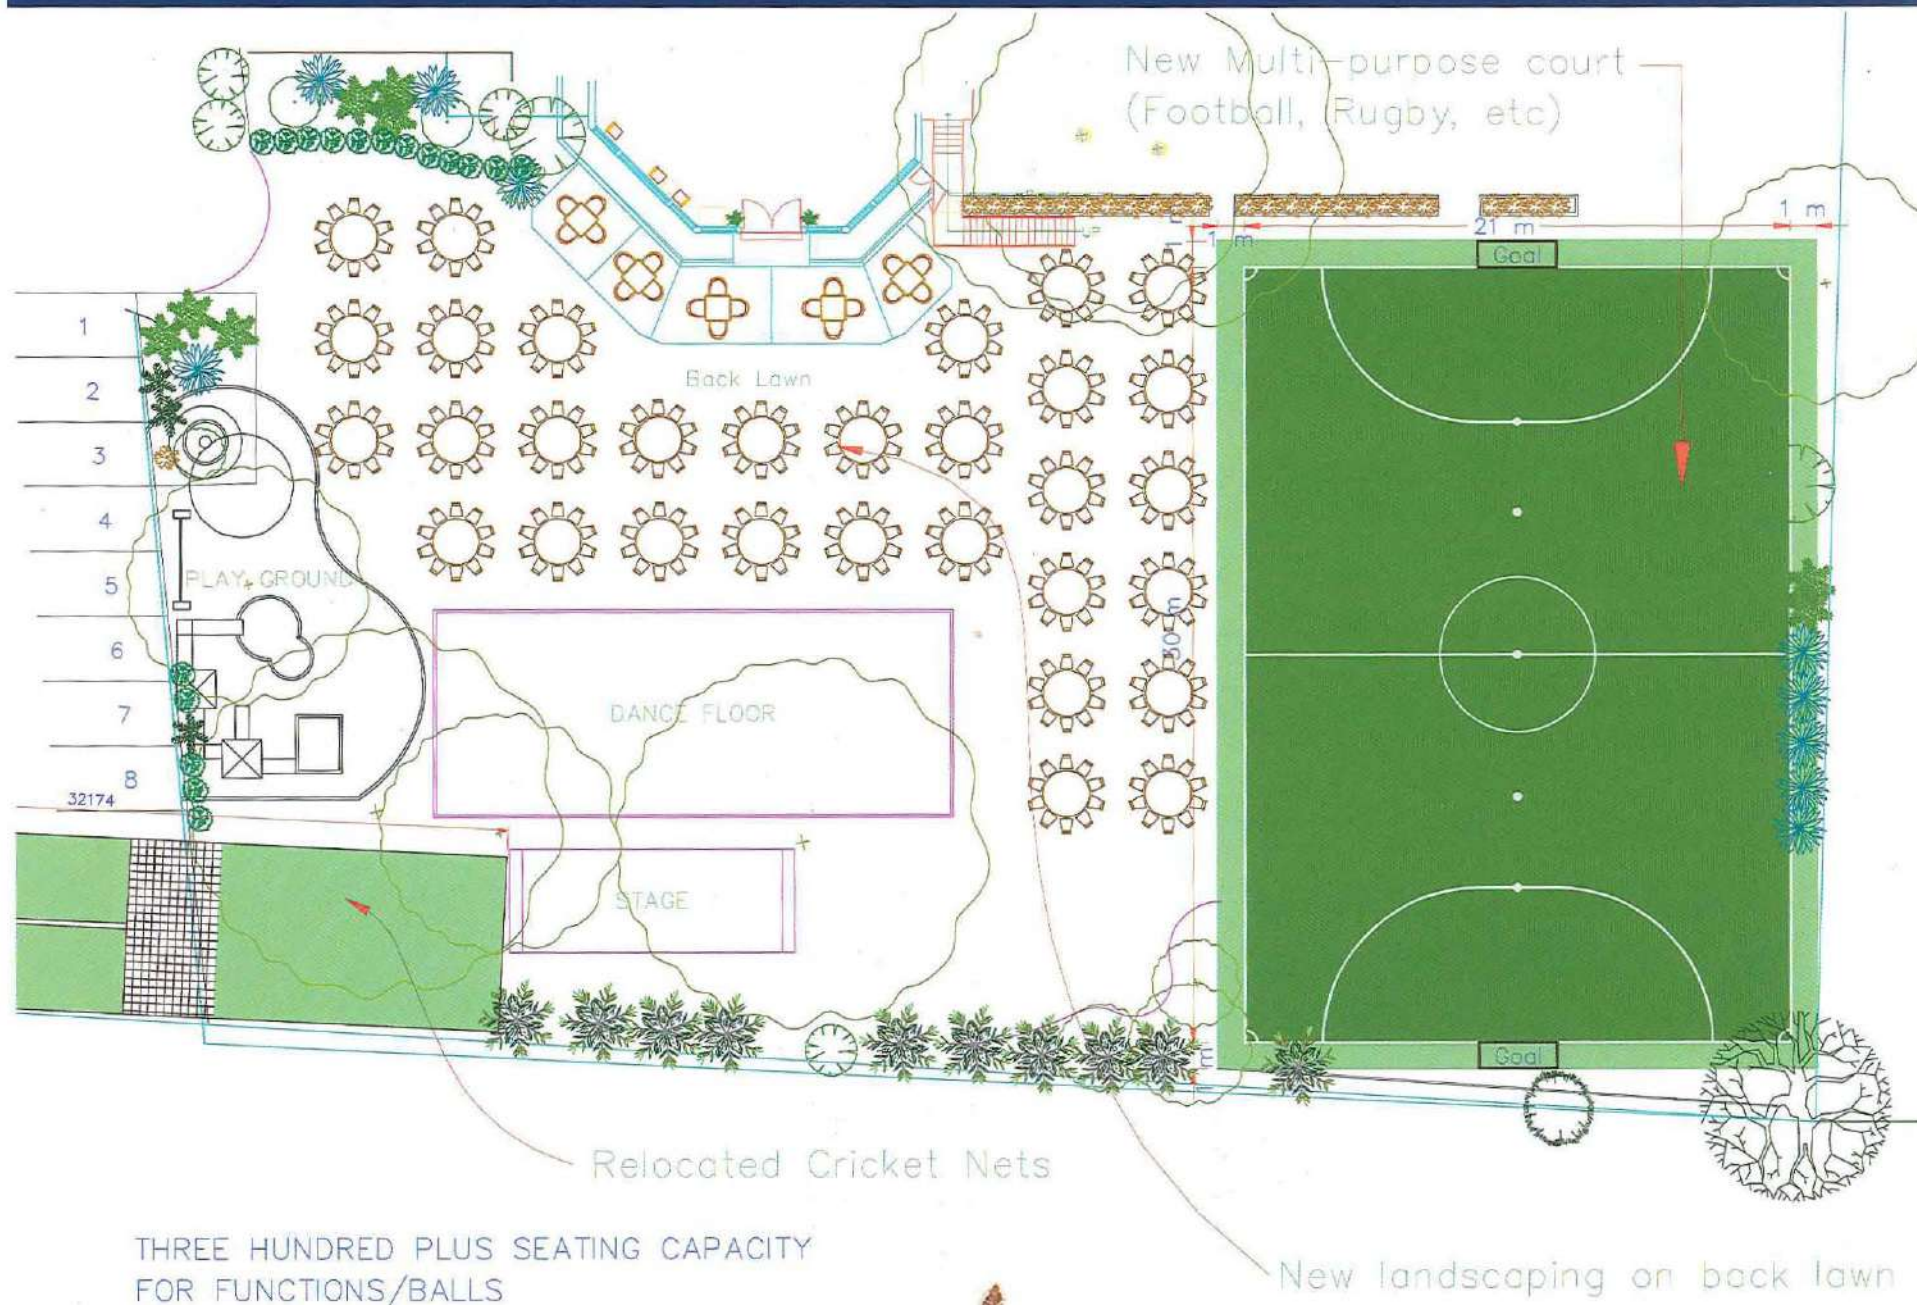 New Multi-purpose court
(Football, Rugby, etc)
1 m
21 m
1 m
Goal
UP
1
2
3
4
5
6
7
8
32174
Back Lawn
PLAY GROUND
30 m
DANCE FLOOR
STAGE
Goal
1 m
Relocated Cricket Nets
THREE HUNDRED PLUS SEATING CAPACITY
FOR FUNCTIONS/BALLS
New landscaping on back lawn